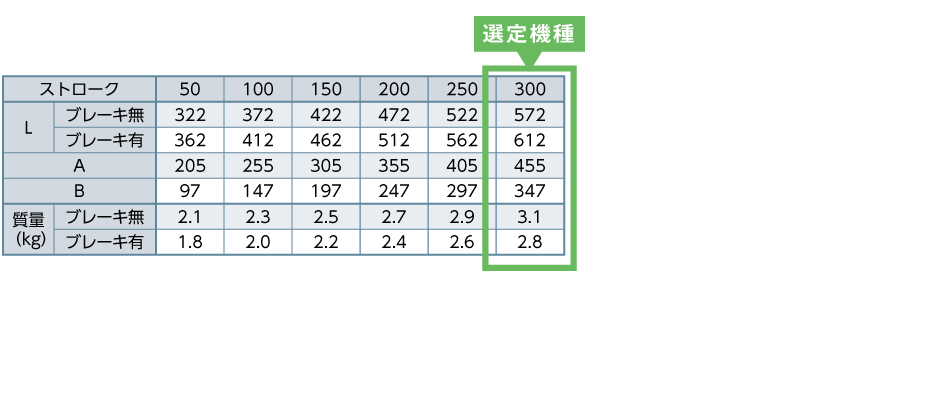 選定機種
ストローク 50 100 150 200 250 300
L ブレーキ無 322 372 422 472 522 572
ブレーキ有 362 412 462 512 562 612
A 205 255 305 355 405 455
B 97 147 197 247 297 347
質量(kg) ブレーキ無 2.1 2.3 2.5 2.7 2.9 3.1
ブレーキ有 1.8 2.0 2.2 2.4 2.6 2.8